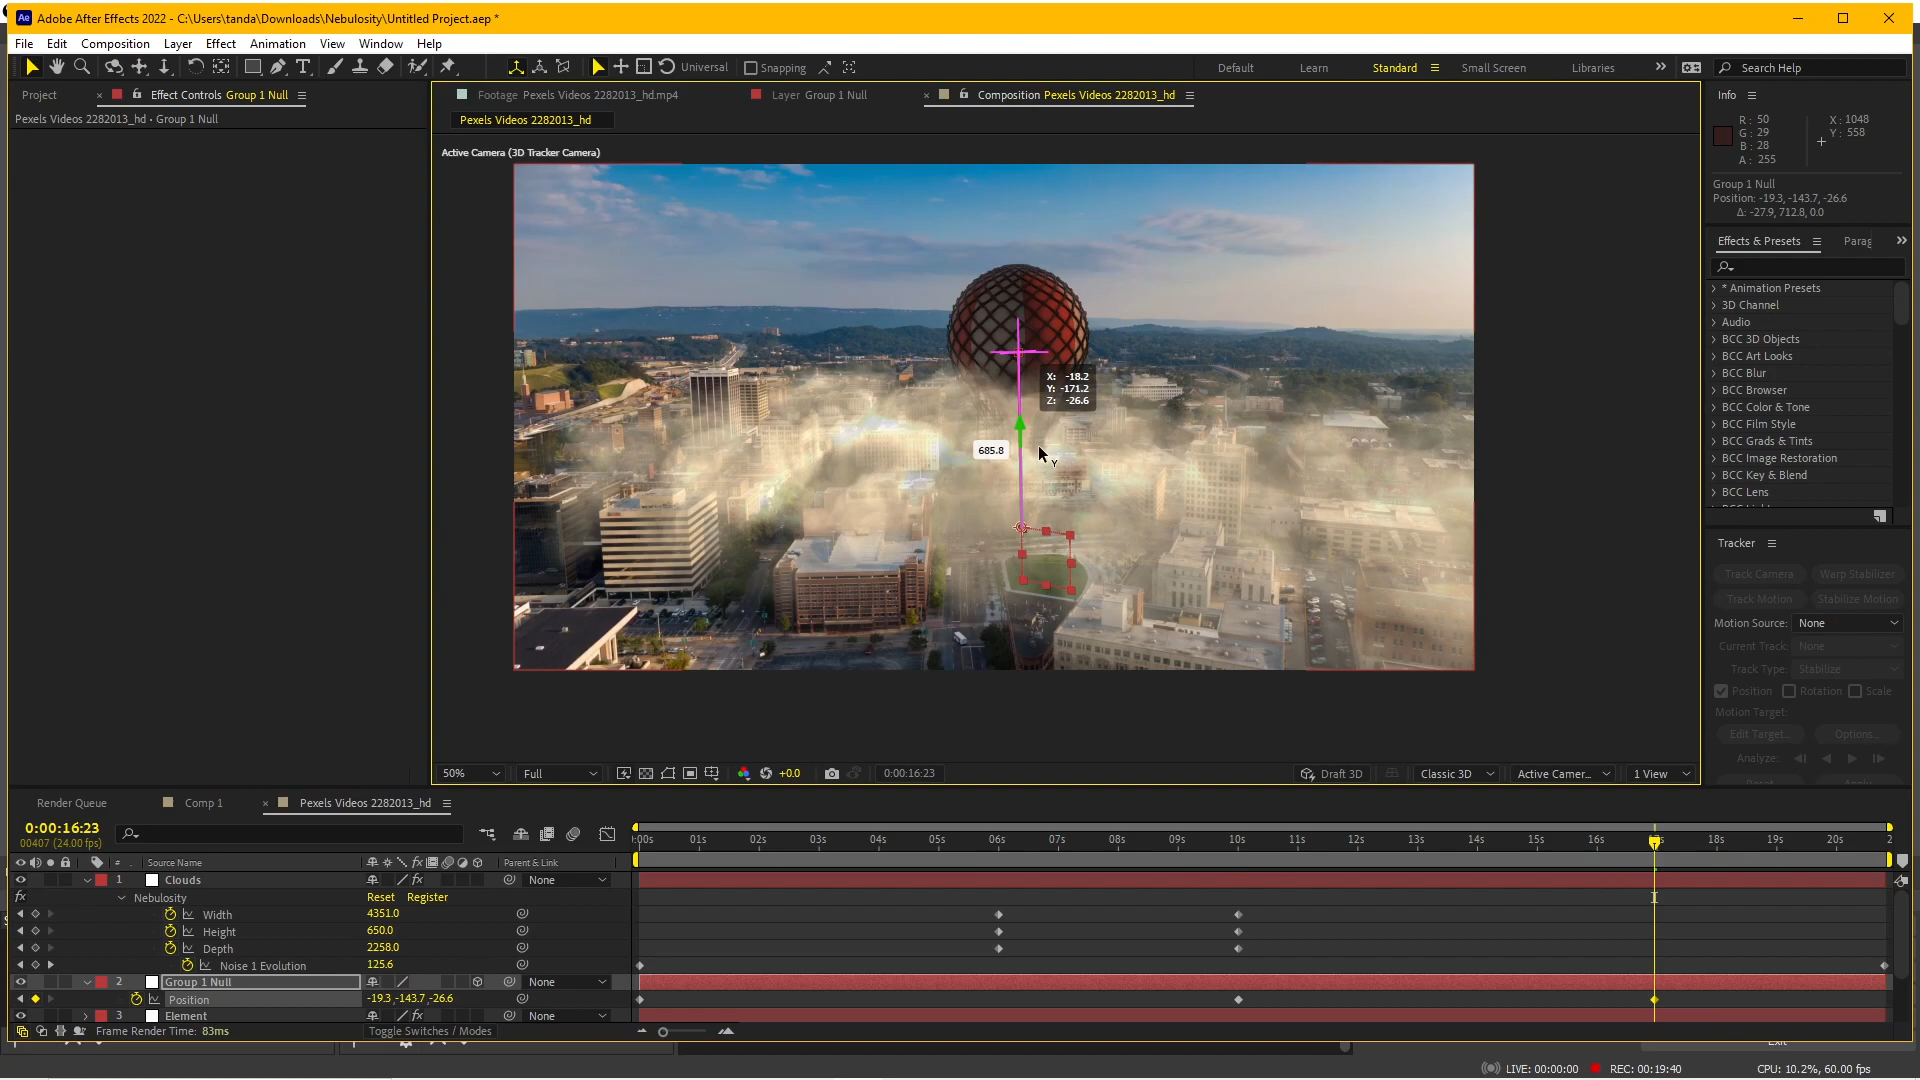 Adobe After Effects 2022 - C:\Users\tanda\Downloads\Nebulosity\Untitled Project.aep *
File Edit Composition Layer Effect Animation View Window Help
Universal Snapping Default Learn Standard Small Screen Libraries Search Help
Project Effect Controls Group 1 Null Footage Pexels Videos 2282013_hd.mp4 Layer Group 1 Null Composition Pexels Videos 2282013_hd Info
Pexels Videos 2282013_hd • Group 1 Null
Pexels Videos 2282013_hd
Active Camera (3D Tracker Camera)
R: 50
G: 29
B: 28
A: 255
X: 1048
Y: 558
Group 1 Null
Position: -19.3, -143.7, -26.6
Δ: -27.9, 712.8, 0.0
Effects & Presets Parag
* Animation Presets
3D Channel
Audio
BCC 3D Objects
BCC Art Looks
BCC Blur
BCC Browser
BCC Color & Tone
BCC Film Style
BCC Grads & Tints
BCC Image Restoration
BCC Key & Blend
BCC Lens
X: -18.2
Y: -171.2
Z: -26.6
685.8
Y
Tracker
Track Camera Warp Stabilizer
Track Motion Stabilize Motion
Motion Source: None
Current Track: None
Track Type: Stabilize
Position Rotation Scale
Motion Target:
Edit Target... Options...
Analyze:
50% Full +0.0 0:00:16:23 Draft 3D Classic 3D Active Camer... 1 View
Render Queue Comp 1 Pexels Videos 2282013_hd
0:00:16:23
00407 (24.00 fps)
:00s 01s 02s 03s 04s 05s 06s 07s 08s 09s 10s 11s 12s 13s 14s 15s 16s 18s 19s 20s 2
# Source Name fx Parent & Link
1 Clouds fx None
fx Nebulosity Reset Register
Width 4351.0
Height 650.0
Depth 2258.0
Noise 1 Evolution 125.6
2 Group 1 Null None
Position -19.3,-143.7,-26.6
3 Element fx None
Frame Render Time: 83ms Toggle Switches / Modes
LIVE: 00:00:00 REC: 00:19:40 CPU: 10.2%, 60.00 fps